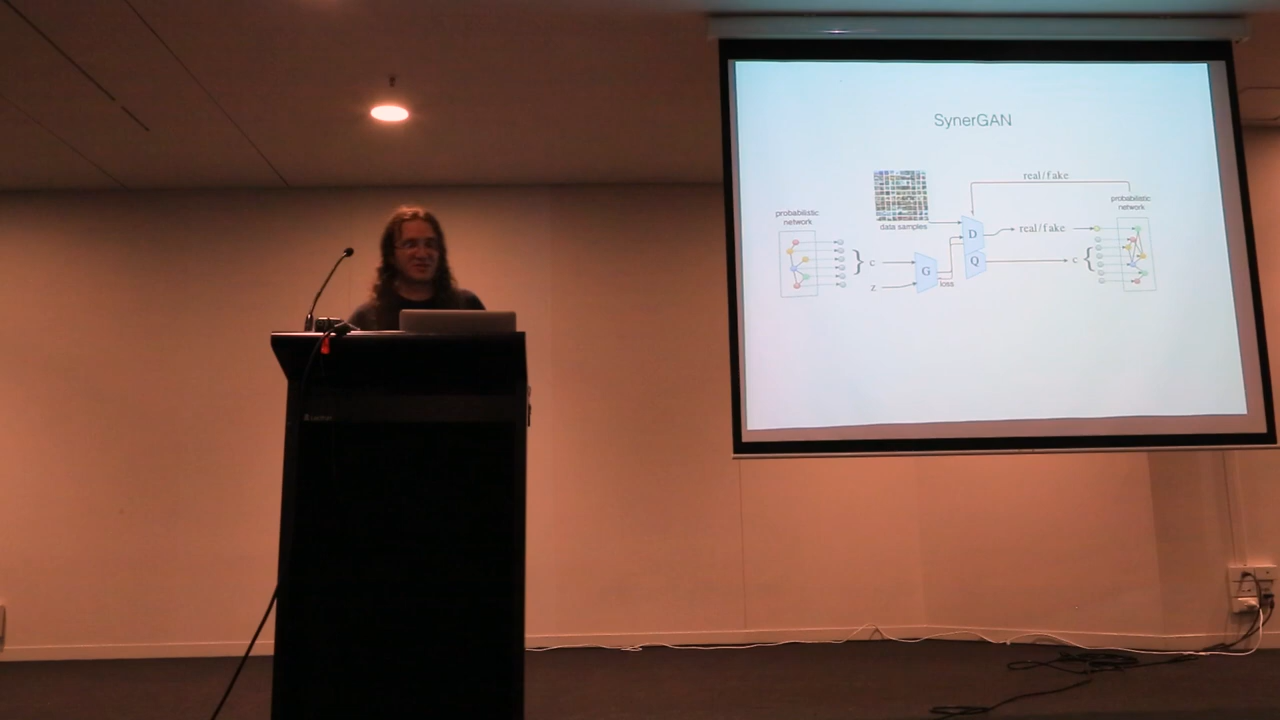 SynerGAN
real/fake
probabilistic
network
data samples
probabilistic
network
D
real/fake
c
G
Q
c
z
loss